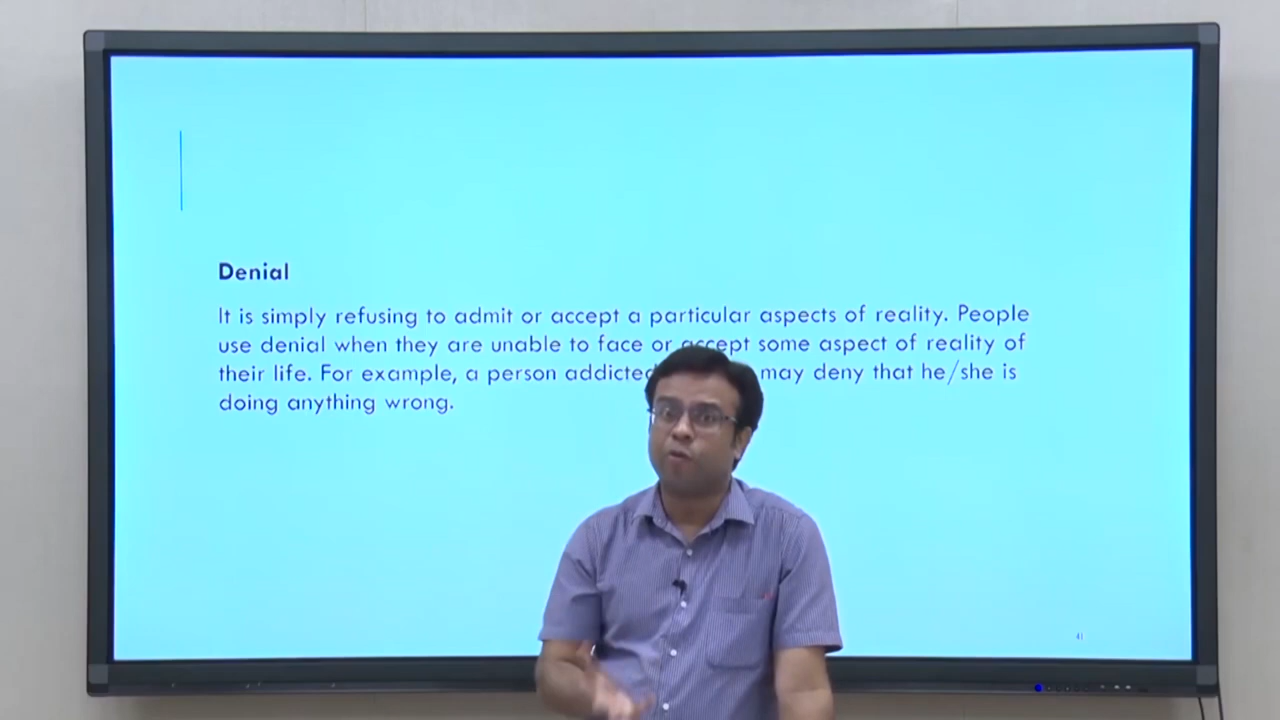 Denial
It is simply refusing to admit or accept a particular aspects of reality. People
use denial when they are unable to face or accept some aspect of reality of
their life. For example, a person addicted may deny that he/she is
doing anything wrong.
41